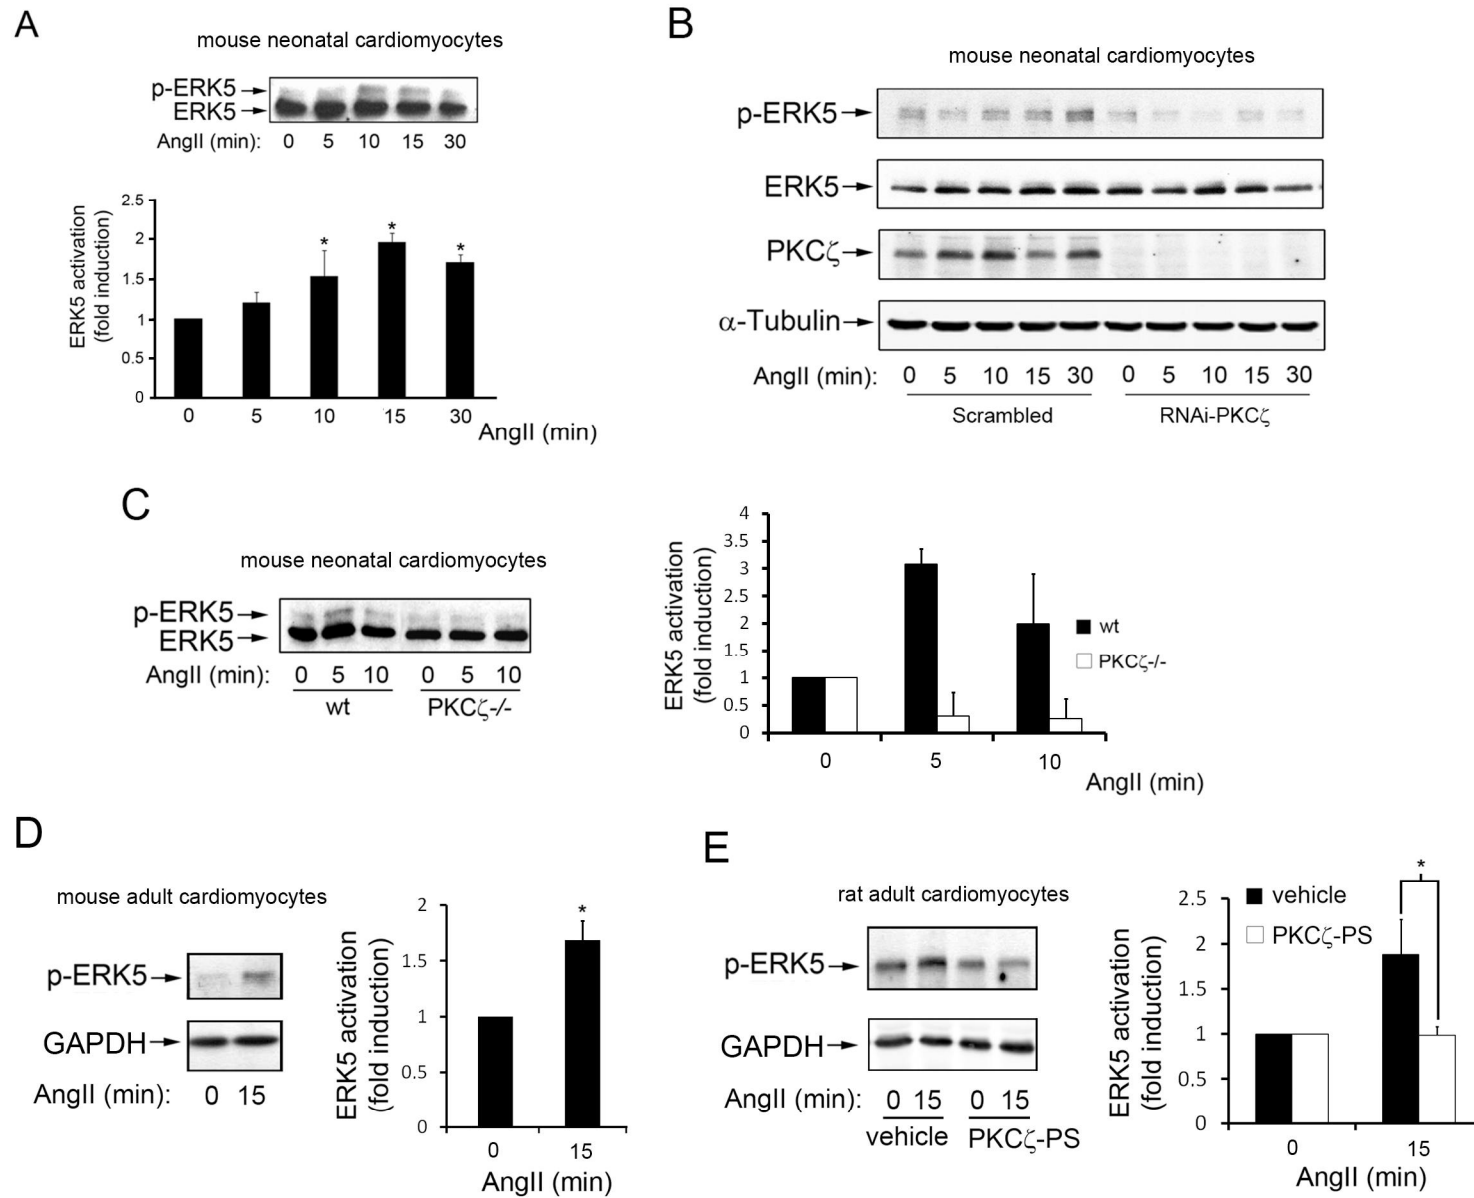 A
mouse neonatal cardiomyocytes
p-ERK5
ERK5
AngII (min): 0 5 10 15 30
ERK5 activation
(fold induction)
2.5
2
1.5
1
0.5
0
* * *
0 5 10 15 30
AngII (min)
B
mouse neonatal cardiomyocytes
p-ERK5
ERK5
PKCζ
α-Tubulin
AngII (min): 0 5 10 15 30 0 5 10 15 30
Scrambled RNAi-PKCζ
C
mouse neonatal cardiomyocytes
p-ERK5
ERK5
AngII (min): 0 5 10 0 5 10
wt PKCζ-/-
ERK5 activation
(fold induction)
4
3.5
3
2.5
2
1.5
1
0.5
0
wt
PKCζ-/-
0 5 10
AngII (min)
D
mouse adult cardiomyocytes
p-ERK5
GAPDH
AngII (min): 0 15
ERK5 activation
(fold induction)
2
1.5
1
0.5
0
*
0 15
AngII (min)
E
rat adult cardiomyocytes
p-ERK5
GAPDH
AngII (min): 0 15 0 15
vehicle PKCζ-PS
ERK5 activation
(fold induction)
2.5
2
1.5
1
0.5
0
*
vehicle
PKCζ-PS
0 15
AngII (min)